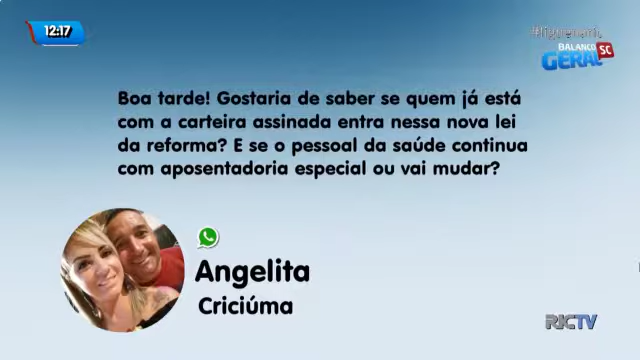 12:17
BALANÇO
GERAL SC
Boa tarde! Gostaria de saber se quem já está
com a carteira assinada entra nessa nova lei
da reforma? E se o pessoal da saúde continua
com aposentadoria especial ou vai mudar?
Angelita
Criciúma
RICTV